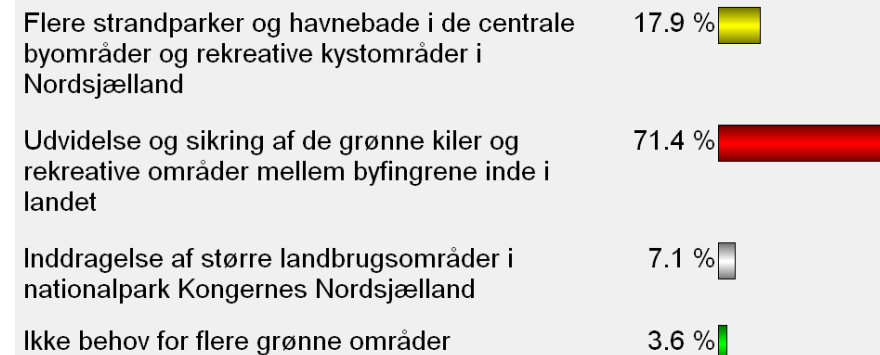 Flere strandparker og havnebade i de centrale 17.9 %
byområder og rekreative kystområder i
Nordsjælland
Udvidelse og sikring af de grønne kiler og 71.4 %
rekreative områder mellem byfingrene inde i
landet
Inddragelse af større landbrugsområder i 7.1 %
nationalpark Kongernes Nordsjælland
Ikke behov for flere grønne områder 3.6 %